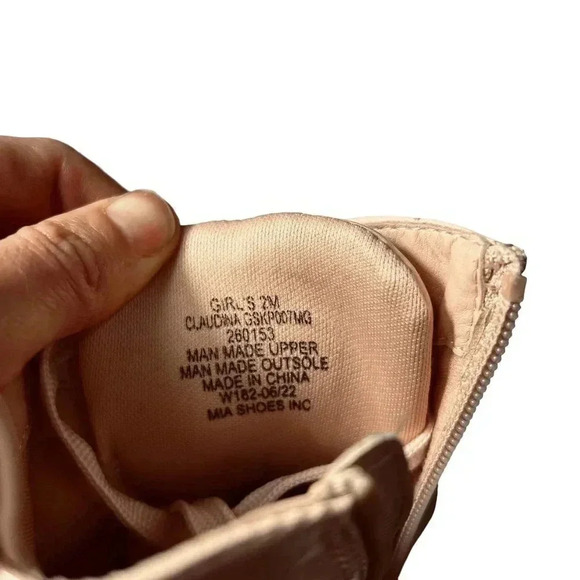 GIRL'S 2M
CLAUDINA GSKP007MG
260153
MAN MADE UPPER
MAN MADE OUTSOLE
MADE IN CHINA
W182-06/22
MIA SHOES INC